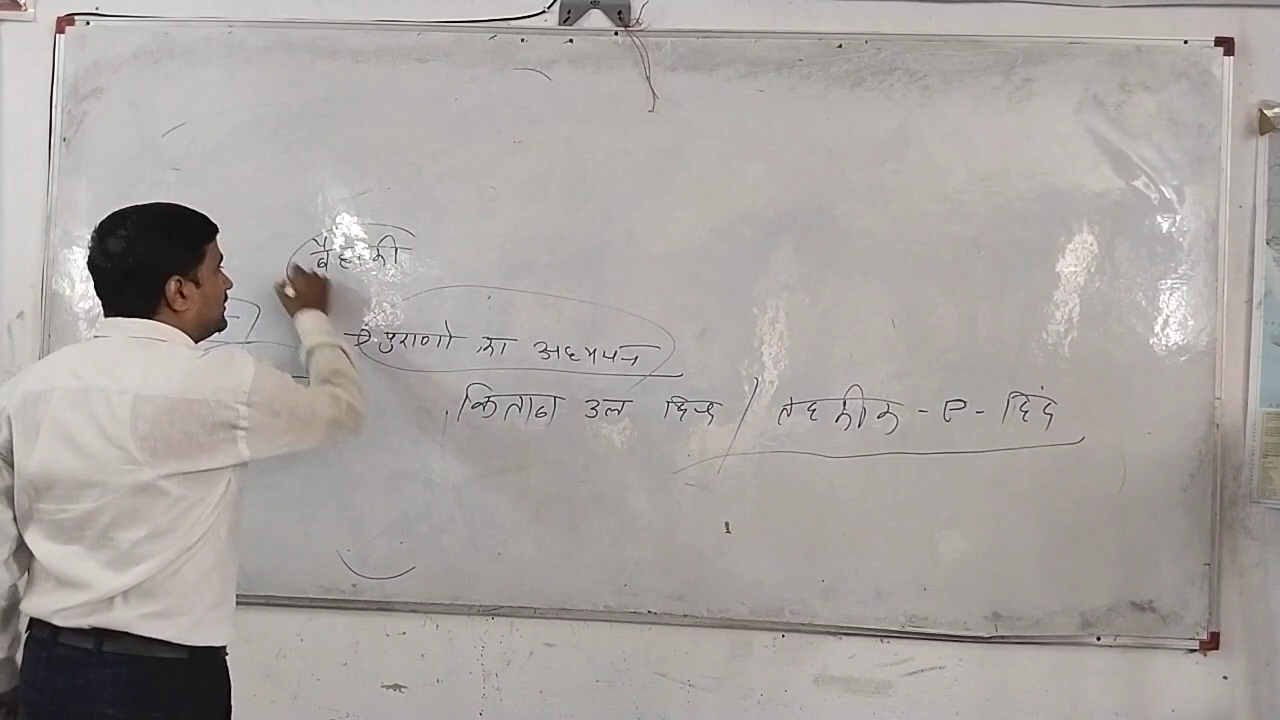 बैहाकी
पुराणो का अध्ययन
किताब उल हिन्द / तहकीक - ए - हिंद